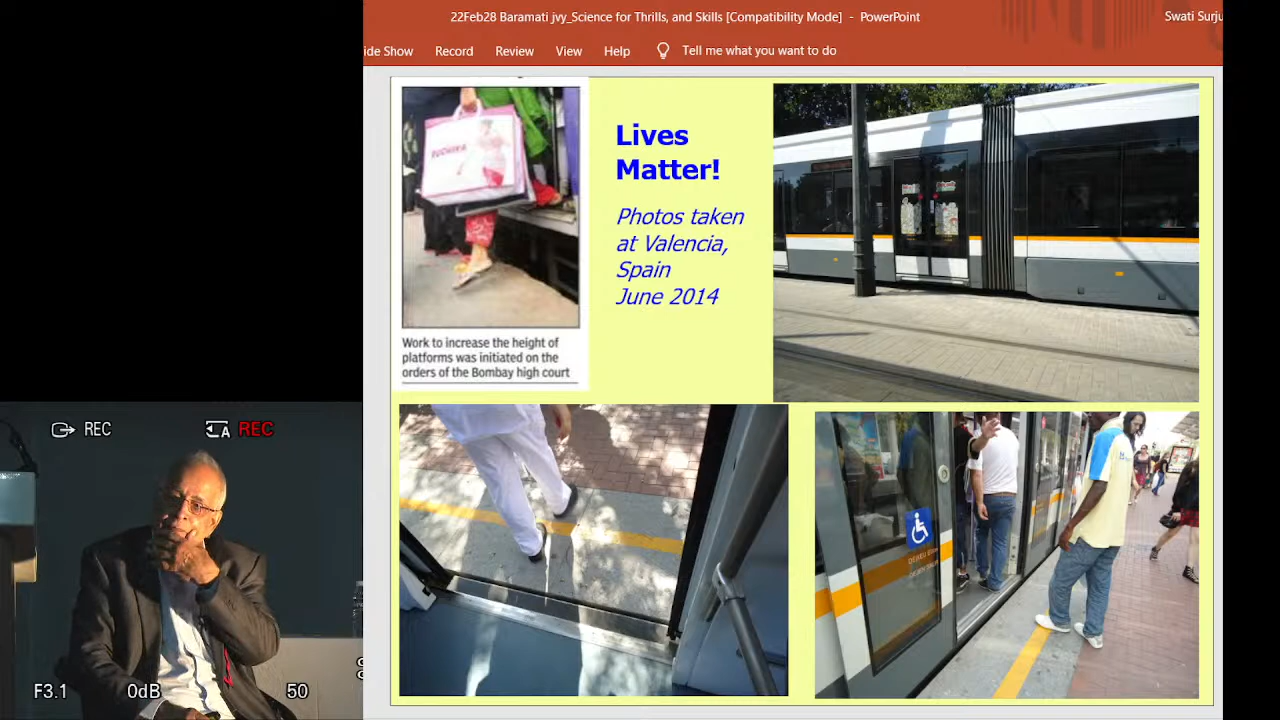 22Feb28 Baramati jvy_Science for Thrills, and Skills [Compatibility Mode] - PowerPoint
Swati Surju
ide Show Record Review View Help Tell me what you want to do
Lives
Matter!
Photos taken
at Valencia,
Spain
June 2014
Work to increase the height of
platforms was initiated on the
orders of the Bombay high court
REC
A REC
F3.1 0dB 50